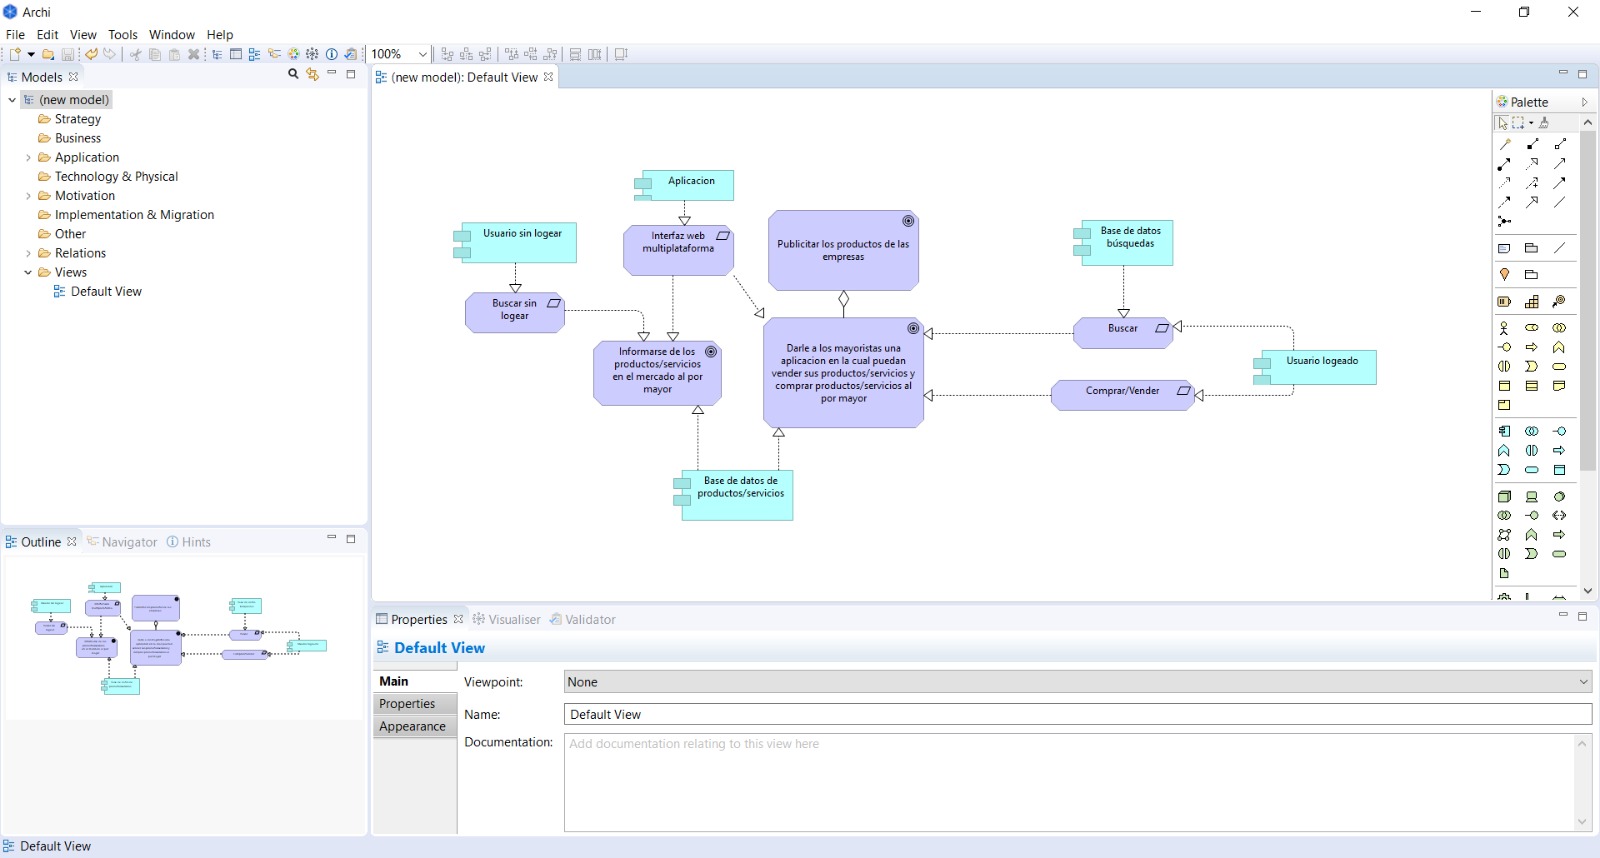 Archi
File Edit View Tools Window Help
100%
Models
(new model)
Strategy
Business
Application
Technology & Physical
Motivation
Implementation & Migration
Other
Relations
Views
Default View
(new model): Default View
Aplicacion
Usuario sin logear
Interfaz web
multiplataforma
Publicitar los productos de las
empresas
Base de datos
búsquedas
Buscar sin
logear
Informarse de los
productos/servicios
en el mercado al por
mayor
Darle a los mayoristas una
aplicacion en la cual puedan
vender sus productos/servicios y
comprar productos/servicios al
por mayor
Buscar
Usuario logeado
Comprar/Vender
Base de datos de
productos/servicios
Palette
Outline Navigator Hints
Properties Visualiser Validator
Default View
Main
Properties
Appearance
Viewpoint: None
Name: Default View
Documentation: Add documentation relating to this view here
Default View